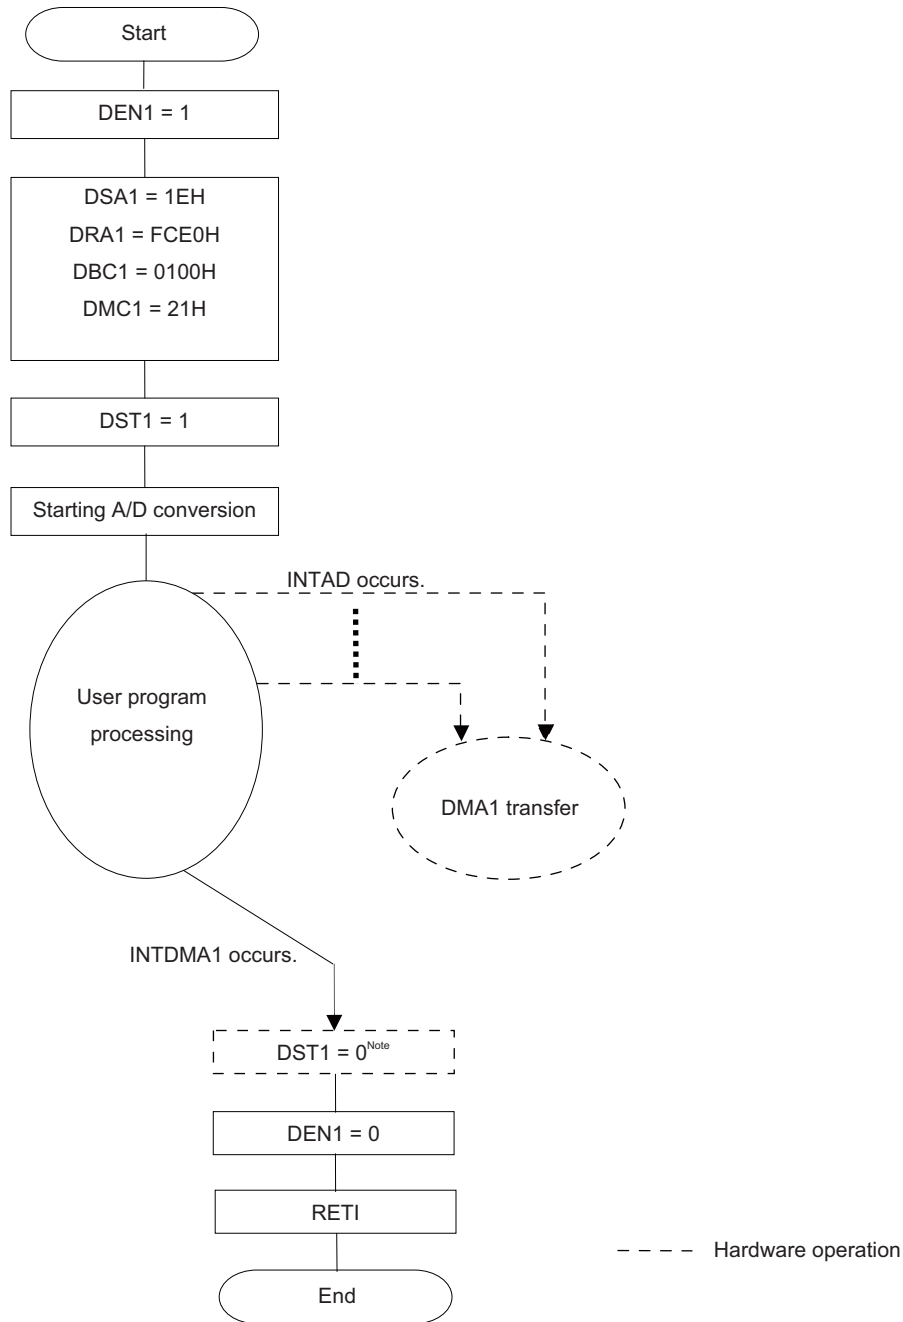 Start
DEN1 = 1
DSA1 = 1EH
DRA1 = FCE0H
DBC1 = 0100H
DMC1 = 21H
DST1 = 1
Starting A/D conversion
INTAD occurs.
User program
processing
DMA1 transfer
INTDMA1 occurs.
DST1 = 0Note
DEN1 = 0
RETI
Hardware operation
End